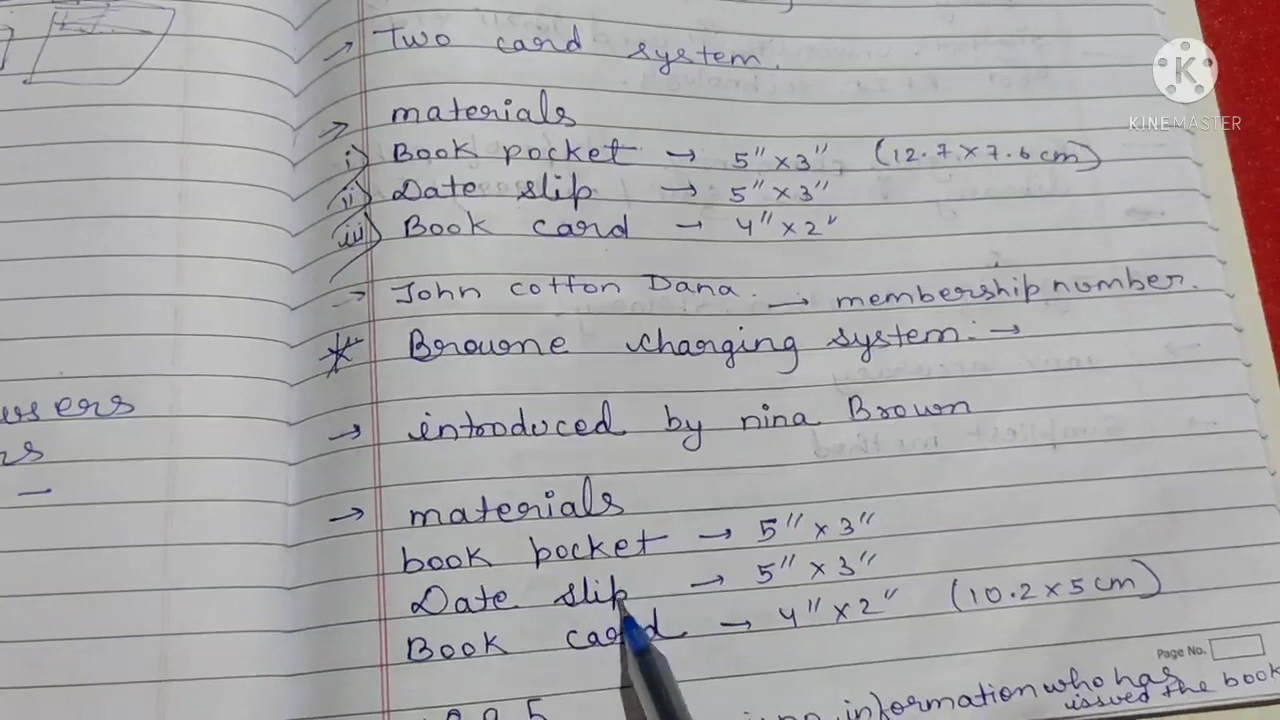 → Two card system.
→ materials
i) Book pocket → 5" x 3" (12.7 x 7.6 cm)
ii) Date slip → 5" x 3"
iii) Book card → 4" x 2"
→ John cotton Dana. → membership number.
* Browne charging system:→
users
→ introduced by nina Brown
→ materials
book pocket → 5" x 3"
Date slip → 5" x 3"
Book card → 4" x 2" (10.2 x 5 cm)
Page No.
information who has
issued the book
K
KINEMASTER